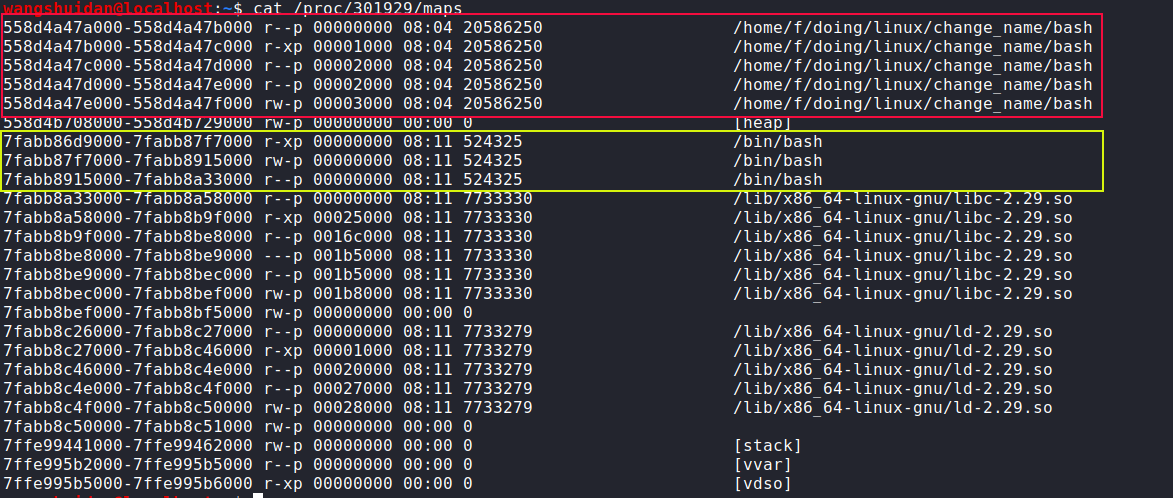 wangshuidan@localhost:~$ cat /proc/301929/maps
558d4a47a000-558d4a47b000 r--p 00000000 08:04 20586250 /home/f/doing/linux/change_name/bash
558d4a47b000-558d4a47c000 r-xp 00001000 08:04 20586250 /home/f/doing/linux/change_name/bash
558d4a47c000-558d4a47d000 r--p 00002000 08:04 20586250 /home/f/doing/linux/change_name/bash
558d4a47d000-558d4a47e000 r--p 00002000 08:04 20586250 /home/f/doing/linux/change_name/bash
558d4a47e000-558d4a47f000 rw-p 00003000 08:04 20586250 /home/f/doing/linux/change_name/bash
558d4b708000-558d4b729000 rw-p 00000000 00:00 0 [heap]
7fabb86d9000-7fabb87f7000 r-xp 00000000 08:11 524325 /bin/bash
7fabb87f7000-7fabb8915000 rw-p 00000000 08:11 524325 /bin/bash
7fabb8915000-7fabb8a33000 r--p 00000000 08:11 524325 /bin/bash
7fabb8a33000-7fabb8a58000 r--p 00000000 08:11 7733330 /lib/x86_64-linux-gnu/libc-2.29.so
7fabb8a58000-7fabb8b9f000 r-xp 00025000 08:11 7733330 /lib/x86_64-linux-gnu/libc-2.29.so
7fabb8b9f000-7fabb8be8000 r--p 0016c000 08:11 7733330 /lib/x86_64-linux-gnu/libc-2.29.so
7fabb8be8000-7fabb8be9000 ---p 001b5000 08:11 7733330 /lib/x86_64-linux-gnu/libc-2.29.so
7fabb8be9000-7fabb8bec000 r--p 001b5000 08:11 7733330 /lib/x86_64-linux-gnu/libc-2.29.so
7fabb8bec000-7fabb8bef000 rw-p 001b8000 08:11 7733330 /lib/x86_64-linux-gnu/libc-2.29.so
7fabb8bef000-7fabb8bf5000 rw-p 00000000 00:00 0
7fabb8c26000-7fabb8c27000 r--p 00000000 08:11 7733279 /lib/x86_64-linux-gnu/ld-2.29.so
7fabb8c27000-7fabb8c46000 r-xp 00001000 08:11 7733279 /lib/x86_64-linux-gnu/ld-2.29.so
7fabb8c46000-7fabb8c4e000 r--p 00020000 08:11 7733279 /lib/x86_64-linux-gnu/ld-2.29.so
7fabb8c4e000-7fabb8c4f000 r--p 00027000 08:11 7733279 /lib/x86_64-linux-gnu/ld-2.29.so
7fabb8c4f000-7fabb8c50000 rw-p 00028000 08:11 7733279 /lib/x86_64-linux-gnu/ld-2.29.so
7fabb8c50000-7fabb8c51000 rw-p 00000000 00:00 0
7ffe99441000-7ffe99462000 rw-p 00000000 00:00 0 [stack]
7ffe995b2000-7ffe995b5000 r--p 00000000 00:00 0 [vvar]
7ffe995b5000-7ffe995b6000 r-xp 00000000 00:00 0 [vdso]